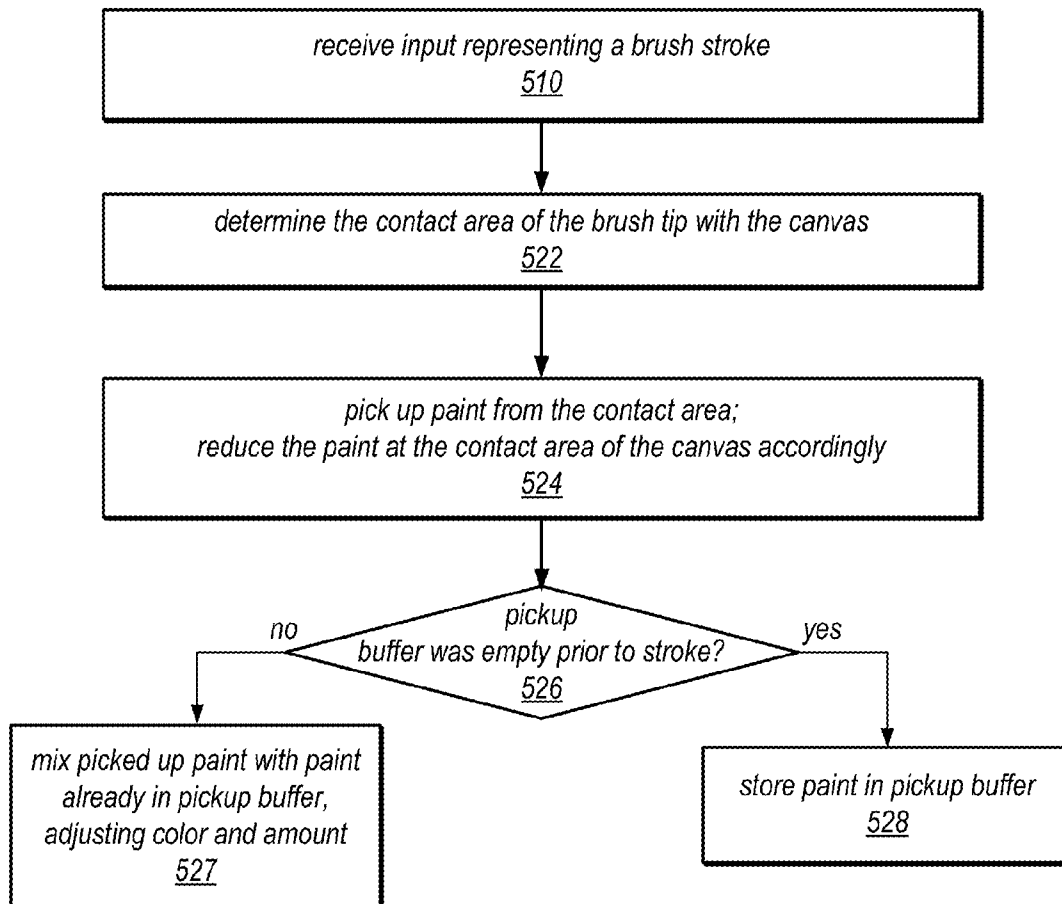 receive input representing a brush stroke
510
determine the contact area of the brush tip with the canvas
522
pick up paint from the contact area;
reduce the paint at the contact area of the canvas accordingly
524
pickup
buffer was empty prior to stroke?
526
no
yes
mix picked up paint with paint
already in pickup buffer,
adjusting color and amount
527
store paint in pickup buffer
528